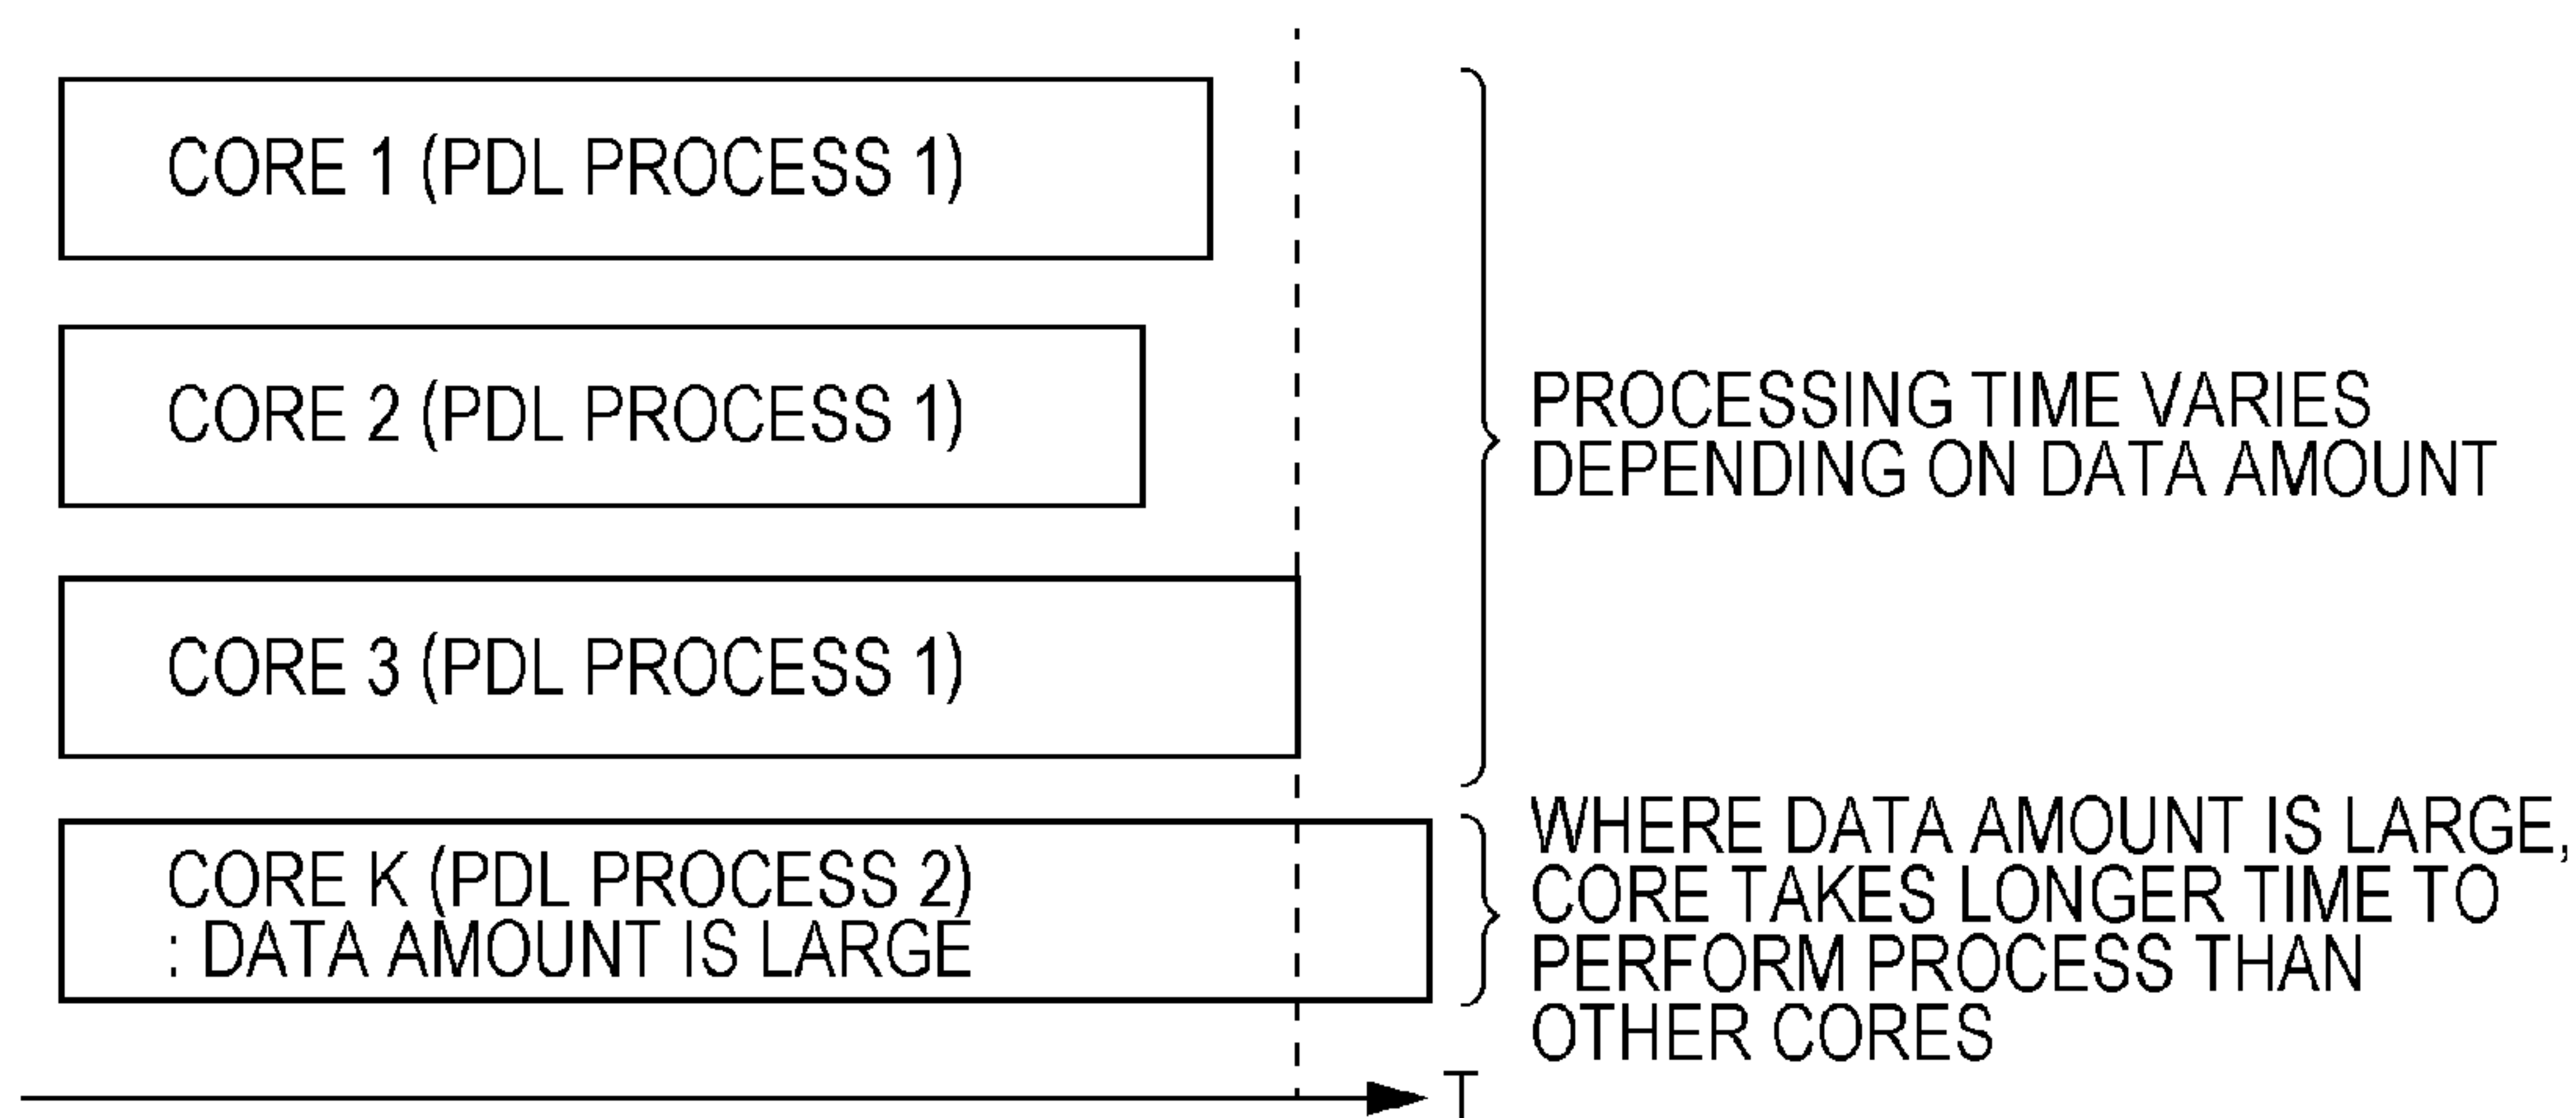 CORE 1 (PDL PROCESS 1)
CORE 2 (PDL PROCESS 1)
CORE 3 (PDL PROCESS 1)
PROCESSING TIME VARIES
DEPENDING ON DATA AMOUNT
CORE K (PDL PROCESS 2)
: DATA AMOUNT IS LARGE
WHERE DATA AMOUNT IS LARGE,
CORE TAKES LONGER TIME TO
PERFORM PROCESS THAN
OTHER CORES
T